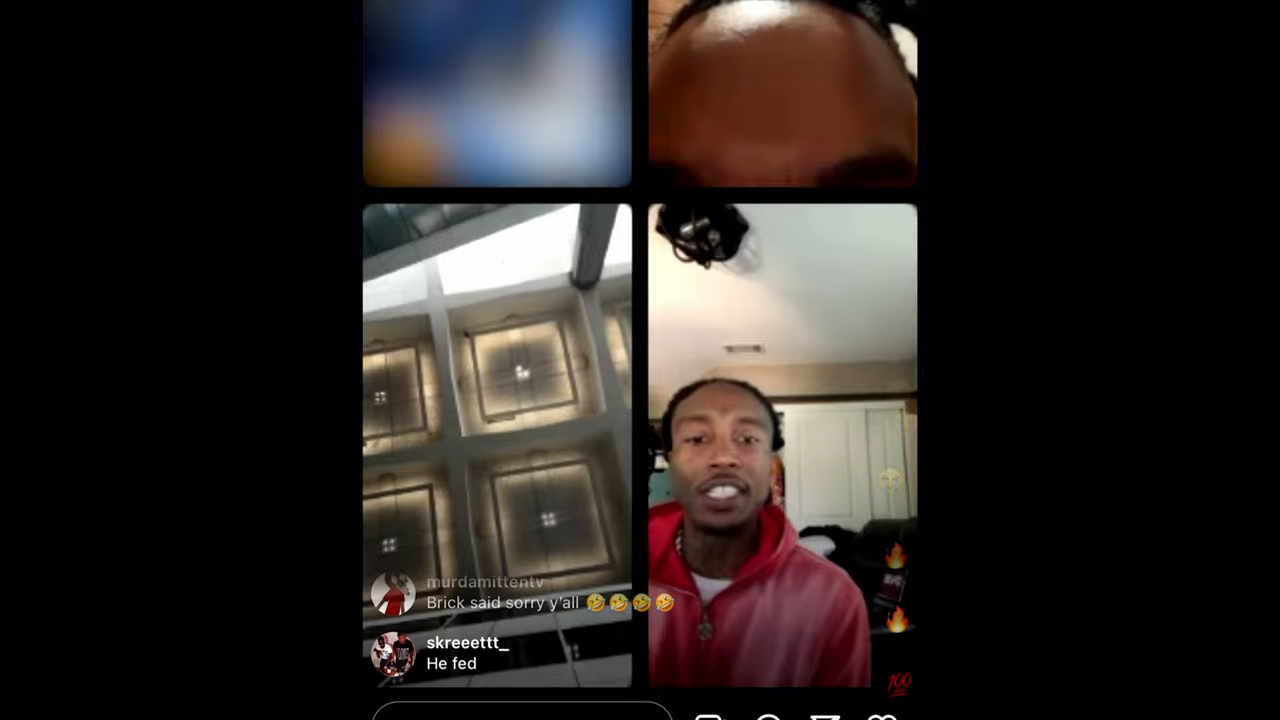 murdamittentv
Brick said sorry y'all 🤣🤣🤣🤣
skreeettt_
He fed
💯